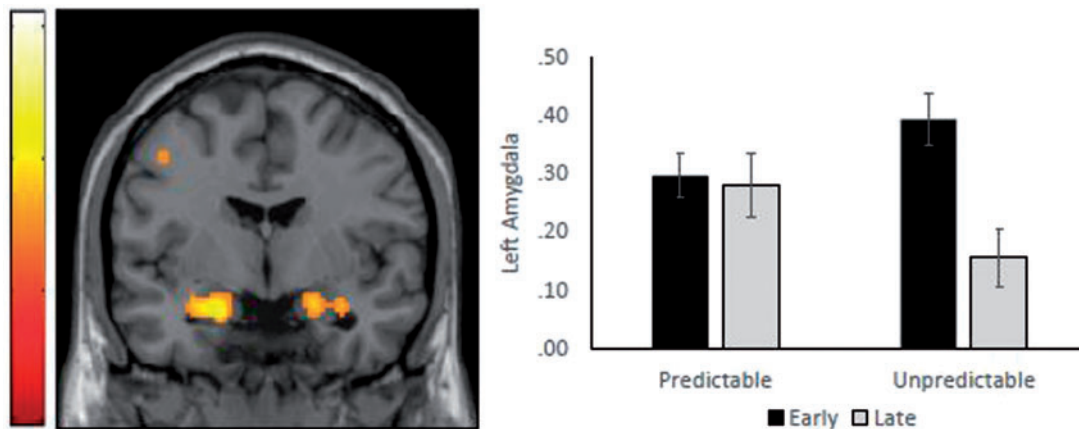 .50
.40
.30
.20
.10
.00
Left Amygdala
Predictable Unpredictable
Early Late